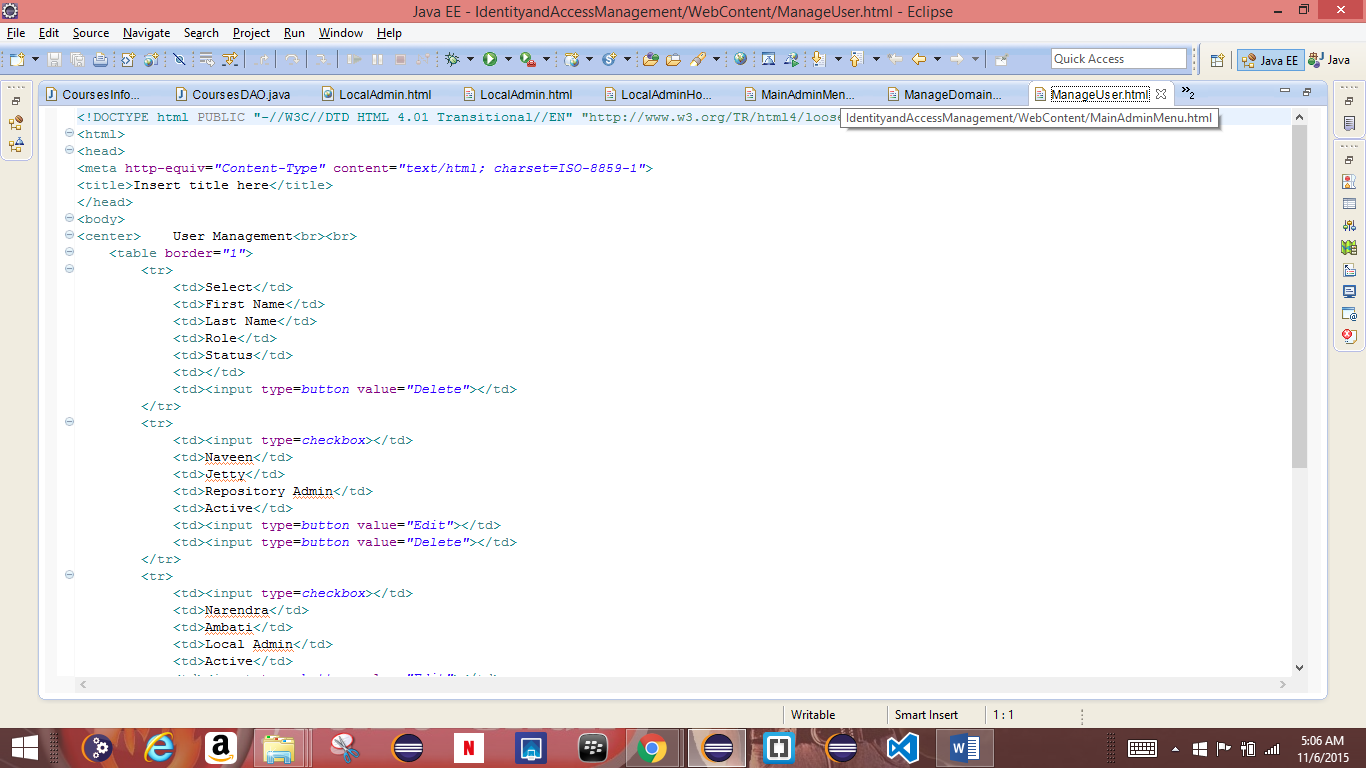 Java EE - IdentityandAccessManagement/WebContent/ManageUser.html - Eclipse
File Edit Source Navigate Search Project Run Window Help
Quick Access Java EE Java
CoursesInfo... CoursesDAO.java LocalAdmin.html LocalAdmin.html LocalAdminHo... MainAdminMen... ManageDomain... ManageUser.html »2
<!DOCTYPE html PUBLIC "-//W3C//DTD HTML 4.01 Transitional//EN" "http://www.w3.org/TR/html4/loose
IdentityandAccessManagement/WebContent/MainAdminMenu.html
<html>
<head>
<meta http-equiv="Content-Type" content="text/html; charset=ISO-8859-1">
<title>Insert title here</title>
</head>
<body>
<center>    User Management<br><br>
    <table border="1">
        <tr>
            <td>Select</td>
            <td>First Name</td>
            <td>Last Name</td>
            <td>Role</td>
            <td>Status</td>
            <td></td>
            <td><input type=button value="Delete"></td>
        </tr>
        <tr>
            <td><input type=checkbox></td>
            <td>Naveen</td>
            <td>Jetty</td>
            <td>Repository Admin</td>
            <td>Active</td>
            <td><input type=button value="Edit"></td>
            <td><input type=button value="Delete"></td>
        </tr>
        <tr>
            <td><input type=checkbox></td>
            <td>Narendra</td>
            <td>Ambati</td>
            <td>Local Admin</td>
            <td>Active</td>
Writable Smart Insert 1 : 1
5:06 AM
11/6/2015